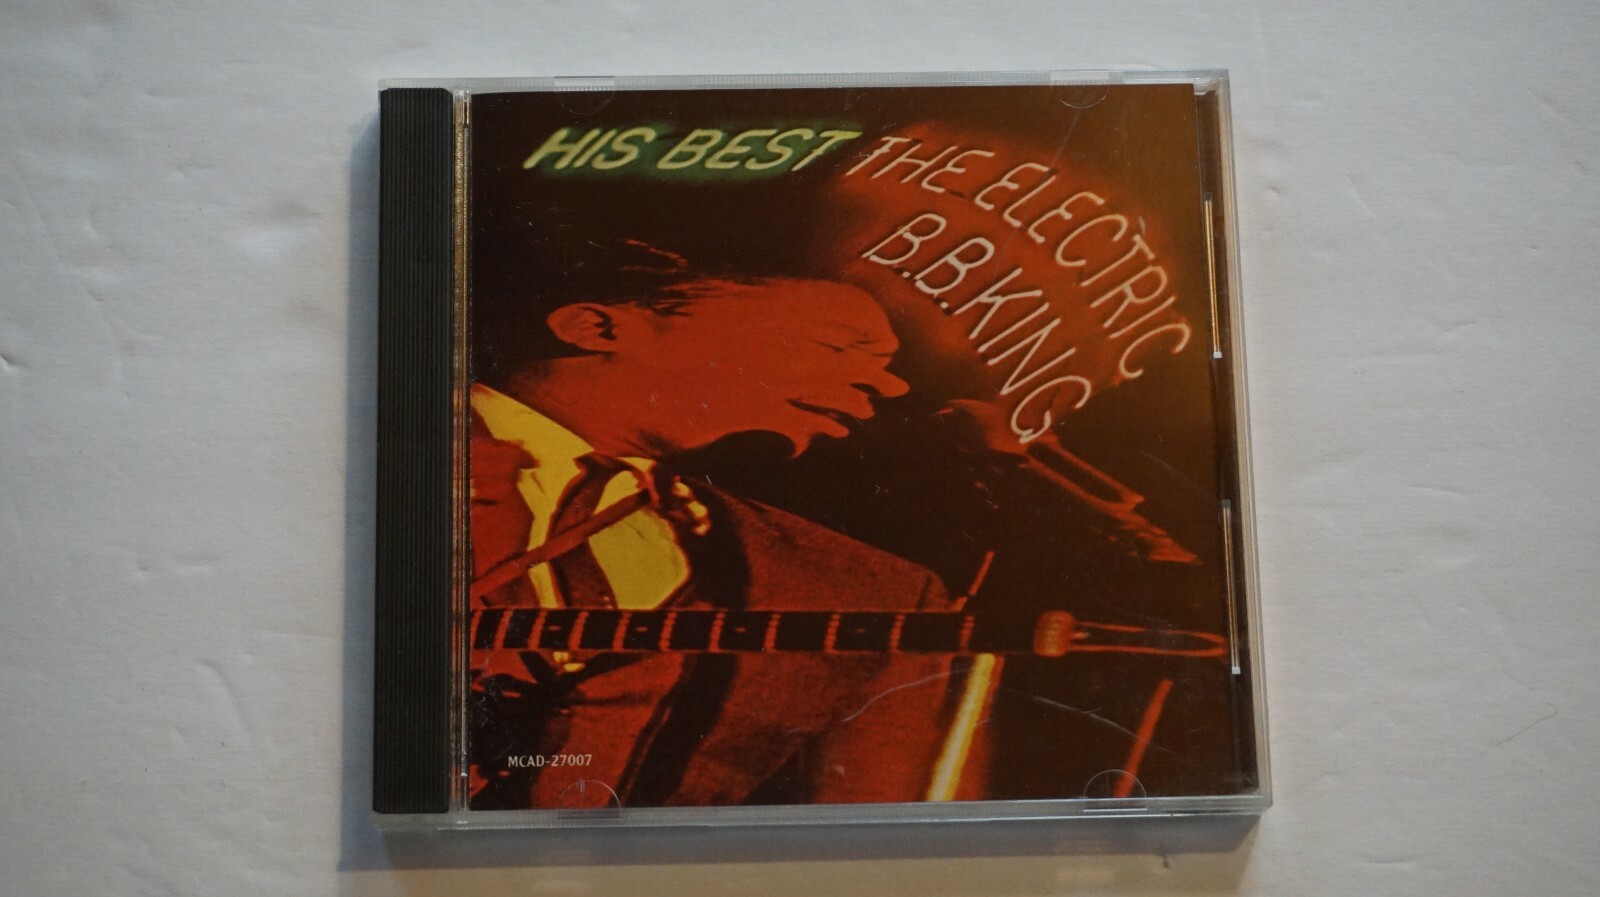 HIS BEST THE ELECTRIC
B.B. KING
MCAD-27007